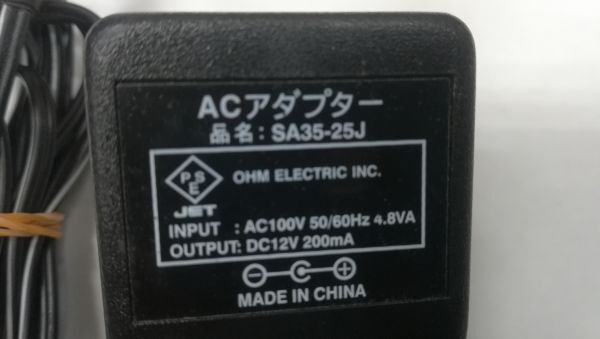 ACアダプター
品名：SA35-25J
PSE
JET
OHM ELECTRIC INC.
INPUT : AC100V 50/60Hz 4.8VA
OUTPUT: DC12V 200mA
MADE IN CHINA